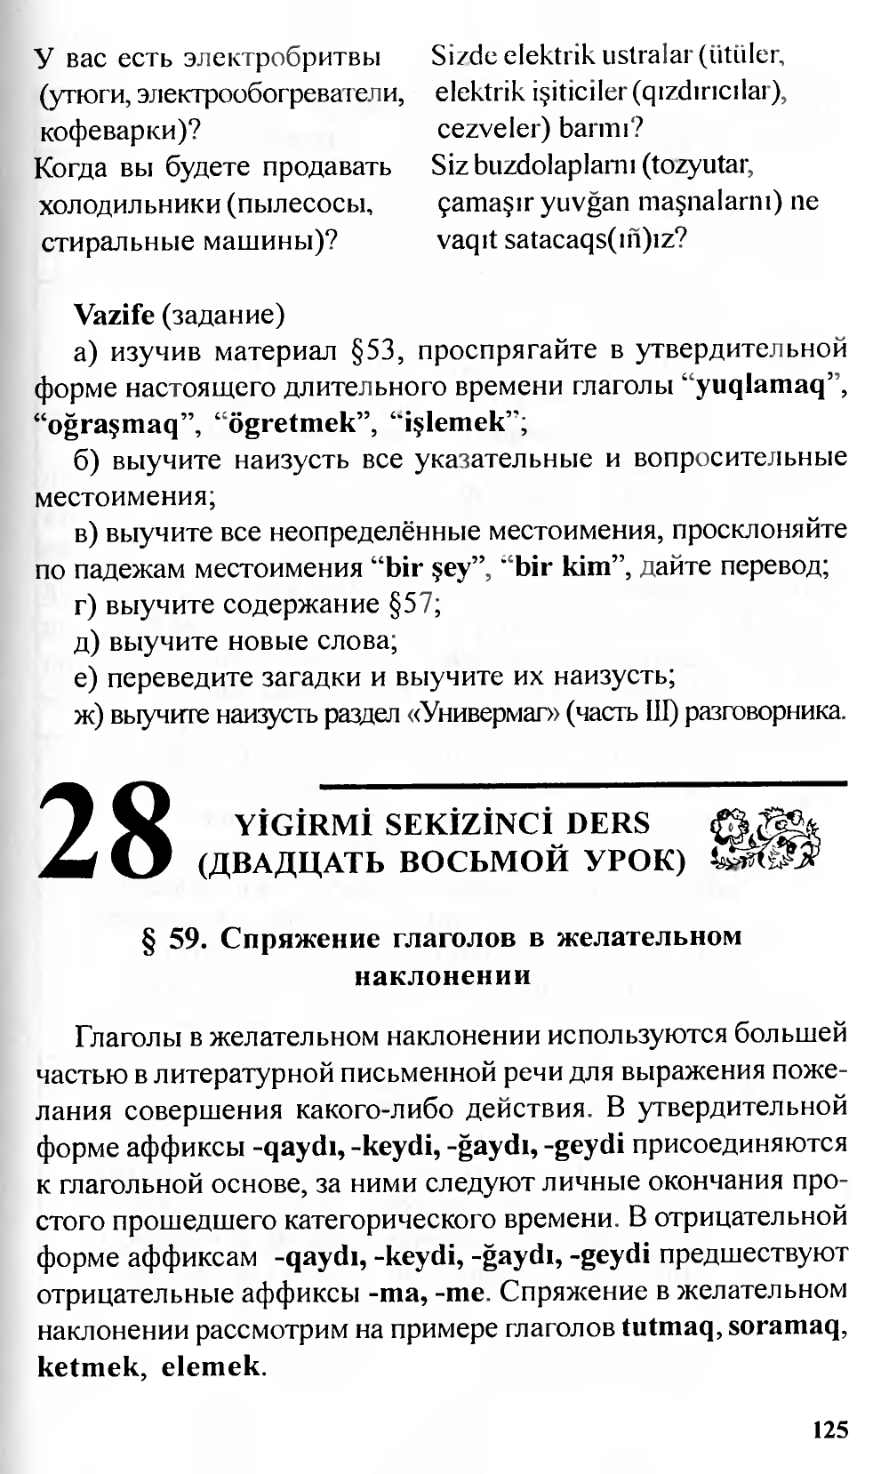 У вас есть электробритвы
(утюги, электрообогреватели,
кофеварки)?
Когда вы будете продавать
холодильники (пылесосы,
стиральные машины)?
Sizde elektrik ustralar (ütüler,
elektrik işiticiler (qızdırıcılar),
cezveler) barmı?
Siz buzdolaplarnı (tozyutar,
çamaşır yuvğan maşnalarnı) ne
vaqıt satacaqs(ıñ)ız?
Vazife (задание)
а) изучив материал §53, проспрягайте в утвердительной
форме настоящего длительного времени глаголы “yuqlamaq”,
“oğraşmaq”, “ögretmek”, “işlemek”;
б) выучите наизусть все указательные и вопросительные
местоимения;
в) выучите все неопределённые местоимения, просклоняйте
по падежам местоимения “bir şey”, “bir kim”, дайте перевод;
г) выучите содержание §57;
д) выучите новые слова;
е) переведите загадки и выучите их наизусть;
ж) выучите наизусть раздел «Универмаг» (часть III) разговорника.
28
YİGİRMİ SEKİZİNCİ DERS
(ДВАДЦАТЬ ВОСЬМОЙ УРОК)
§ 59. Спряжение глаголов в желательном
наклонении
Глаголы в желательном наклонении используются большей
частью в литературной письменной речи для выражения поже-
лания совершения какого-либо действия. В утвердительной
форме аффиксы -qaydı, -keydi, -ğaydı, -geydi присоединяются
к глагольной основе, за ними следуют личные окончания про-
стого прошедшего категорического времени. В отрицательной
форме аффиксам -qaydı, -keydi, -ğaydı, -geydi предшествуют
отрицательные аффиксы -ma, -me. Спряжение в желательном
наклонении рассмотрим на примере глаголов tutmaq, soramaq,
ketmek, elemek.
125